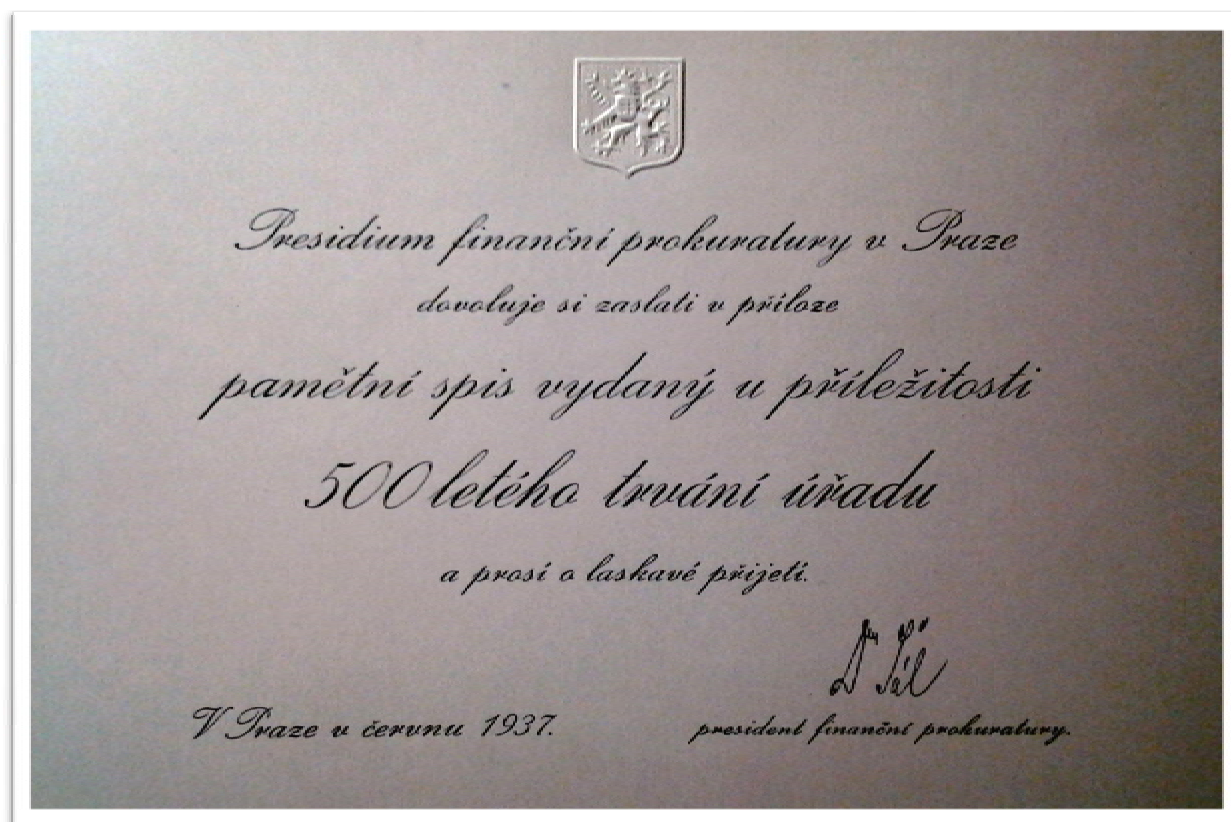 Presidium finanční prokuratury v Praze
dovoluje si zaslati v příloze
pamětní spis vydaný u příležitosti
500letého trvání úřadu
a prosí o laskavé přijetí.
Dr
V Praze v červnu 1937.
president finanční prokuratury.